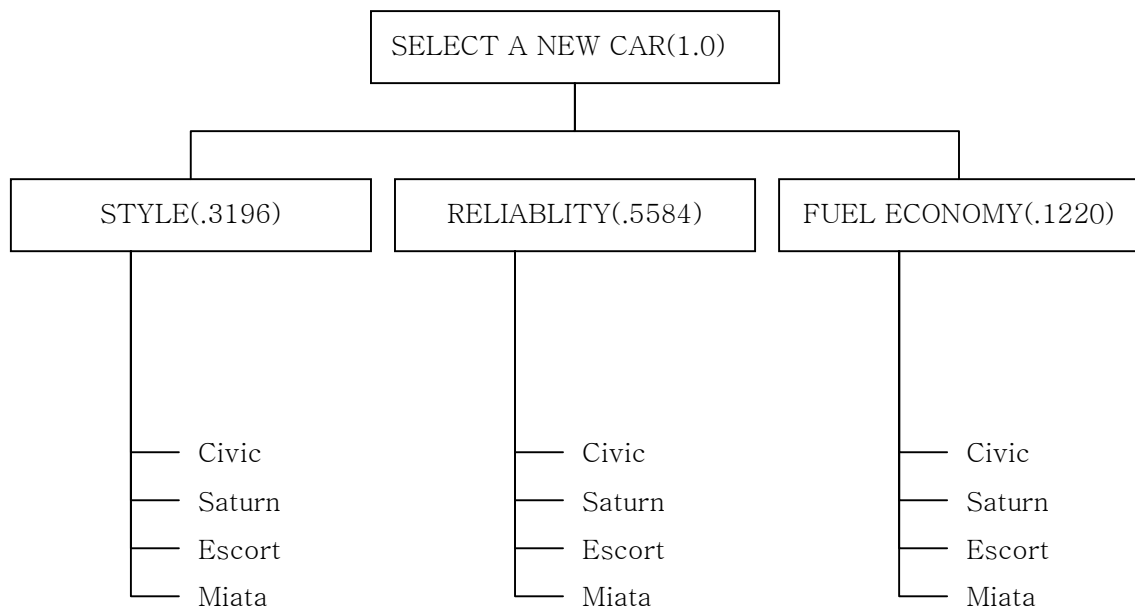 SELECT A NEW CAR(1.0)
STYLE(.3196)
RELIABLITY(.5584)
FUEL ECONOMY(.1220)
Civic
Saturn
Escort
Miata
Civic
Saturn
Escort
Miata
Civic
Saturn
Escort
Miata